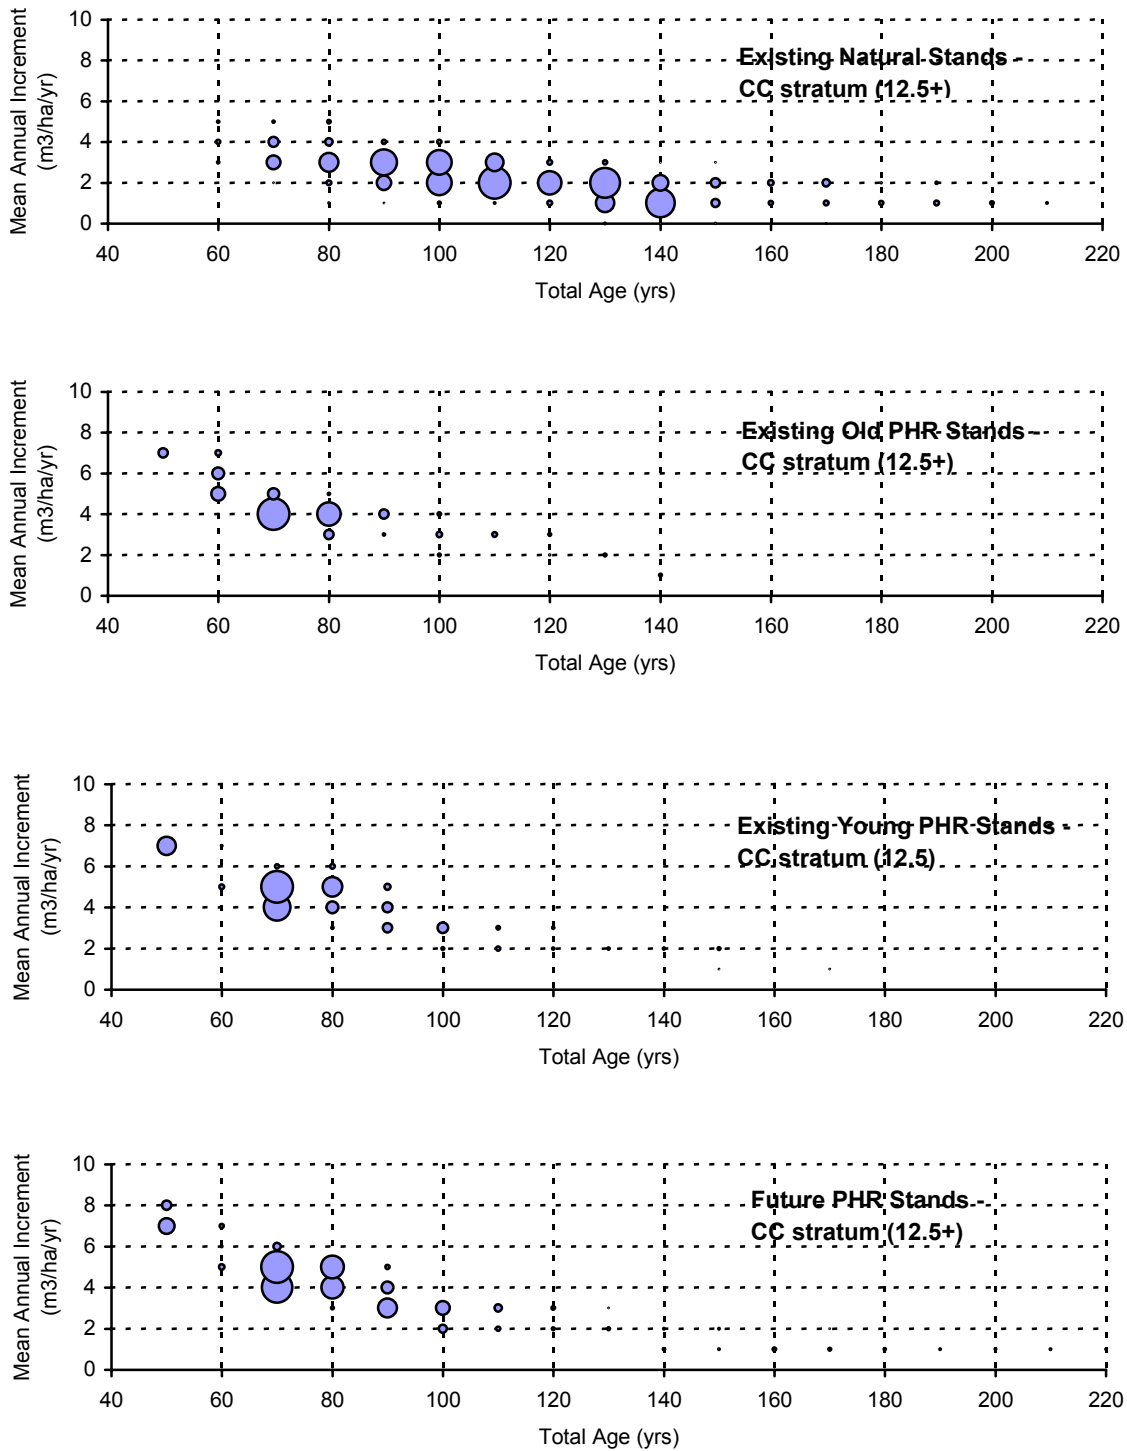 Mean Annual Increment
(m3/ha/yr)
10
8
6
4
2
0
Existing Natural Stands -
CC stratum (12.5+)
40 60 80 100 120 140 160 180 200 220
Total Age (yrs)
Mean Annual Increment
(m3/ha/yr)
10
8
6
4
2
0
Existing Old PHR Stands -
CC stratum (12.5+)
40 60 80 100 120 140 160 180 200 220
Total Age (yrs)
Mean Annual Increment
(m3/ha/yr)
10
8
6
4
2
0
Existing Young PHR Stands -
CC stratum (12.5)
40 60 80 100 120 140 160 180 200 220
Total Age (yrs)
Mean Annual Increment
(m3/ha/yr)
10
8
6
4
2
0
Future PHR Stands -
CC stratum (12.5+)
40 60 80 100 120 140 160 180 200 220
Total Age (yrs)